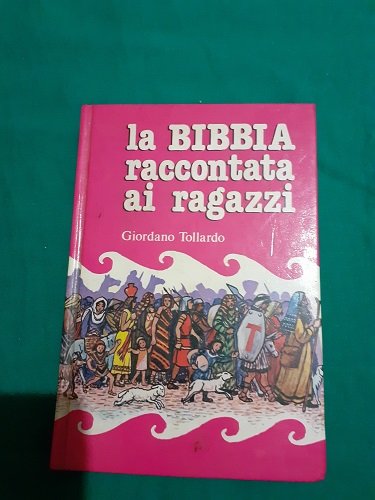 la BIBBIA
raccontata
ai ragazzi
Giordano Tollardo
T